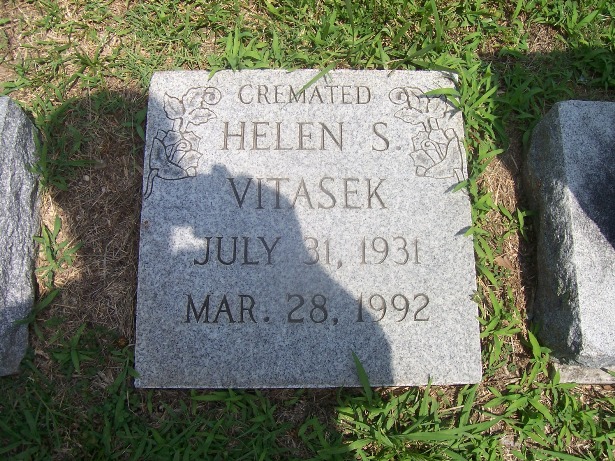 CREMATED
HELEN S.
VITASEK
JULY 31, 1931
MAR. 28, 1992